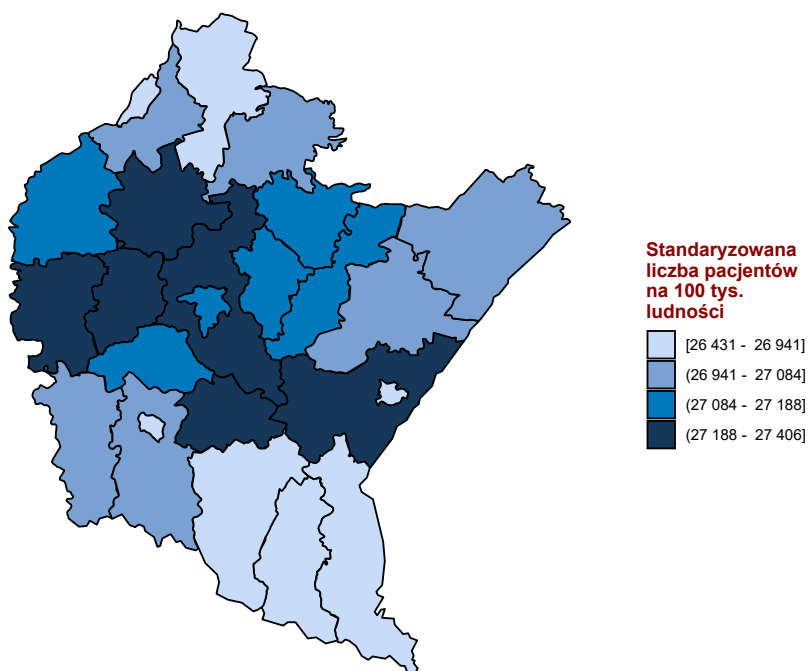 Standaryzowana
liczba pacjentów
na 100 tys.
ludności
[26 431 - 26 941]
(26 941 - 27 084]
(27 084 - 27 188]
(27 188 - 27 406]